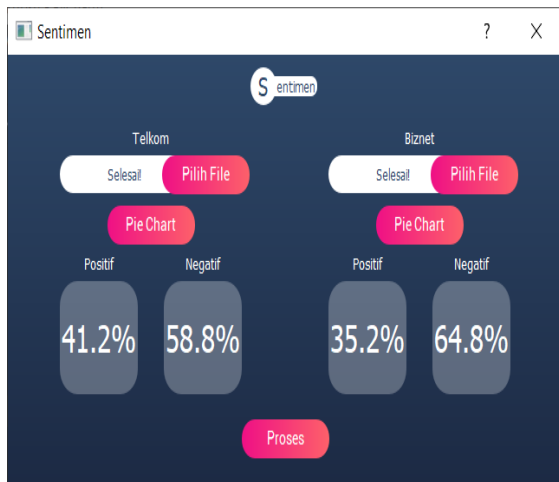 Sentimen ?
Sentimen
Telkom Biznet
Selesai! Pilih File Selesai! Pilih File
Pie Chart Pie Chart
Positif Negatif Positif Negatif
41.2% 58.8% 35.2% 64.8%
Proses